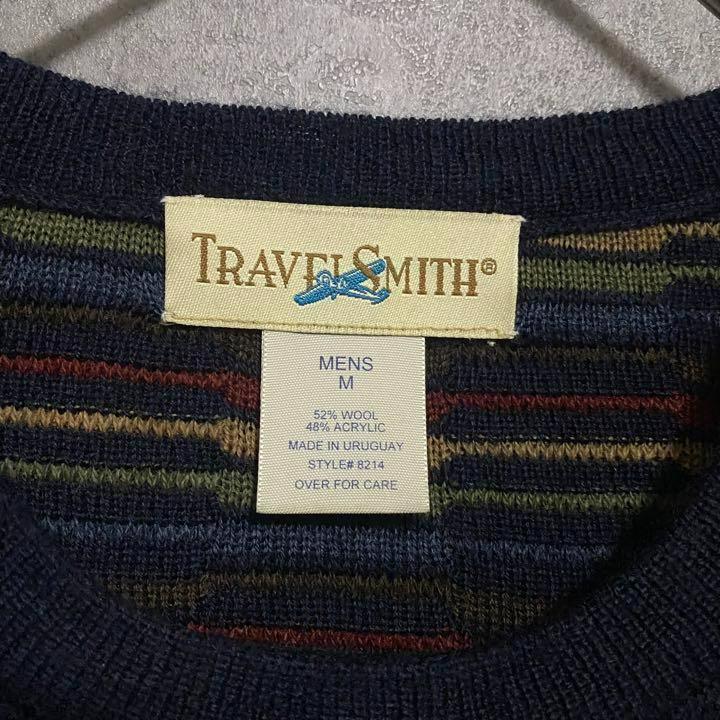 TRAVELSMITH®
MENS
M
52% WOOL
48% ACRYLIC
MADE IN URUGUAY
STYLE# 8214
OVER FOR CARE